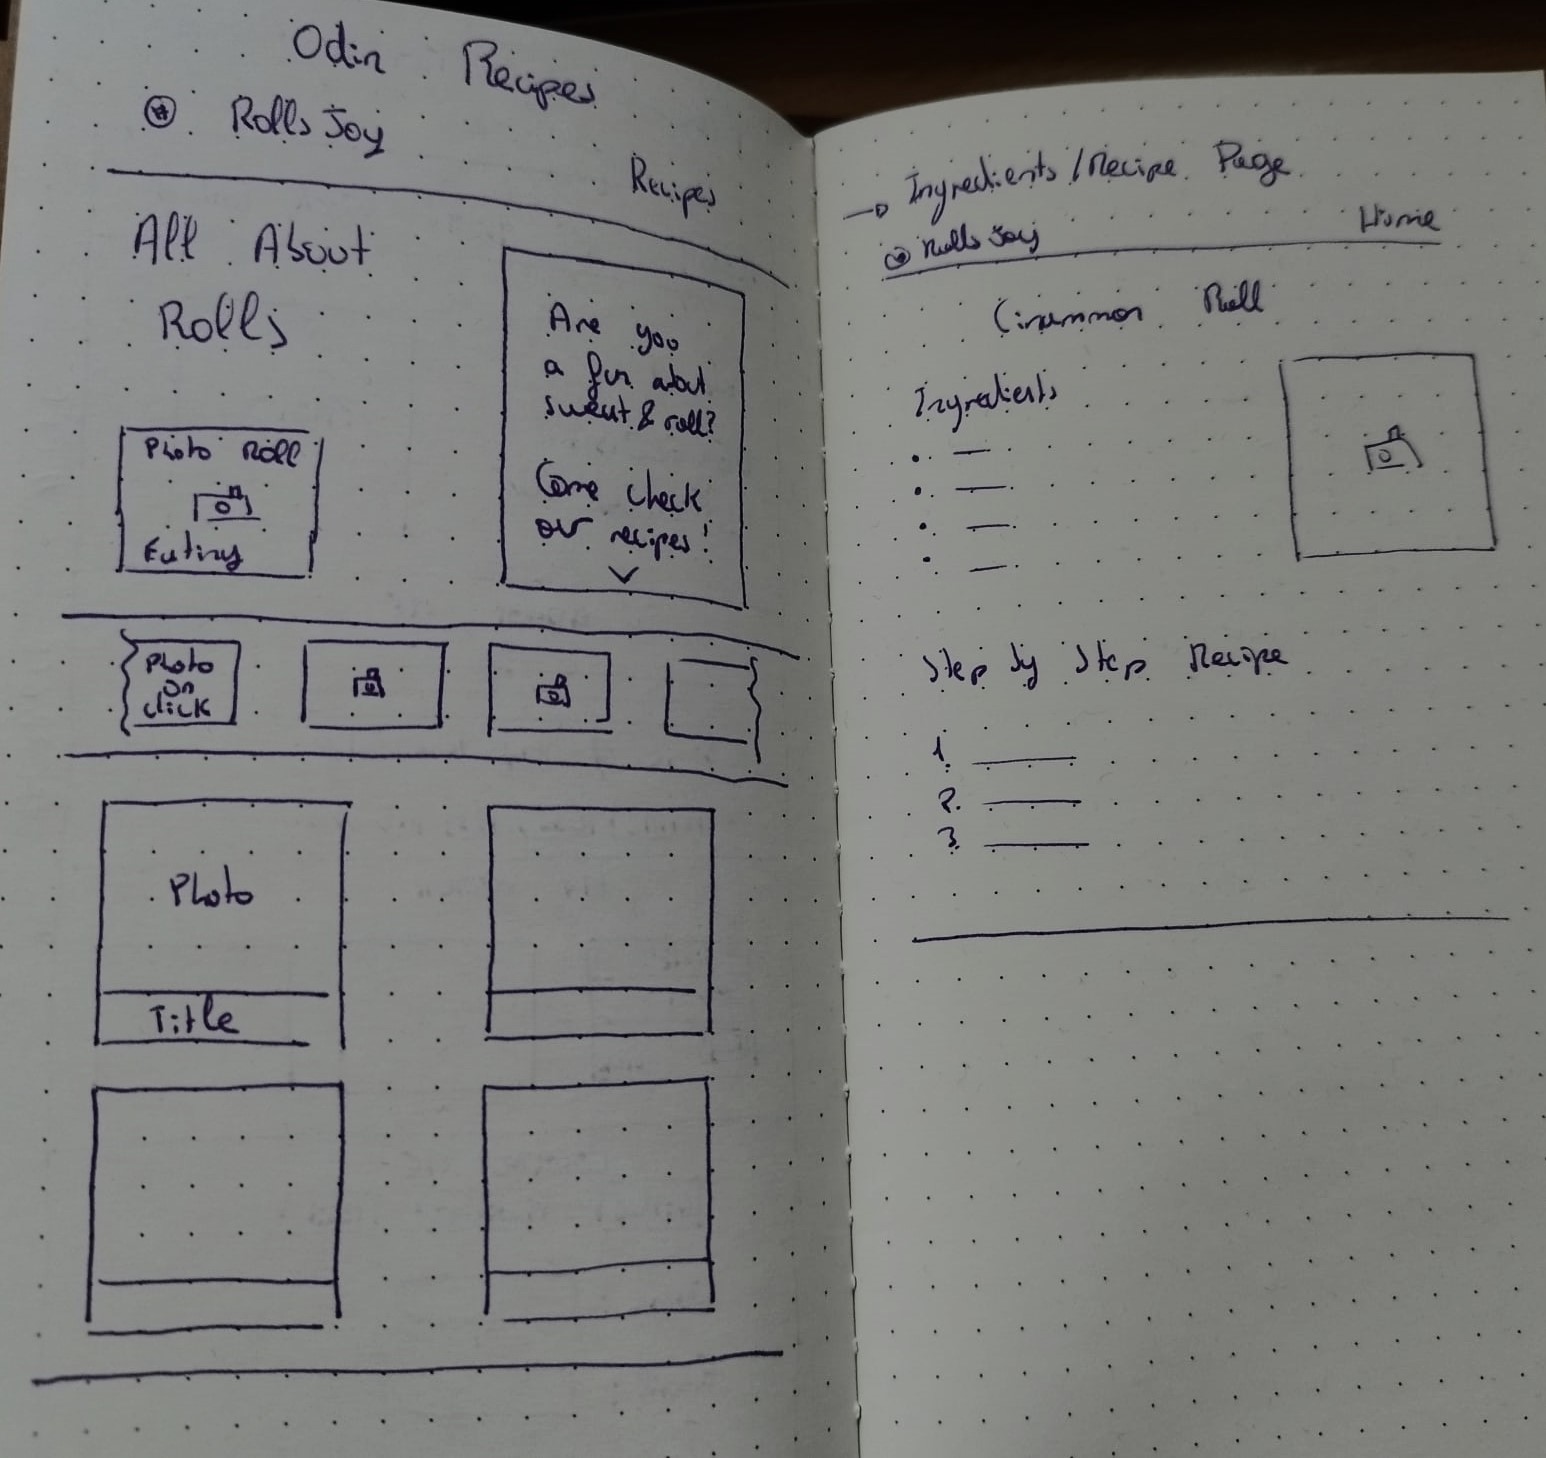 Odin Recipes
Rolls Joy
Recipes
All About
Rolls
Photo Roll
Eating
Are you
a fun about
sweet & roll?
Come check
our recipes!
Photo
on
click
Photo
Title
→ Ingredients / Recipe Page
Rolls Joy
Home
Cinammon Roll
Ingredients
Step by Step Recipe
1.
2.
3.